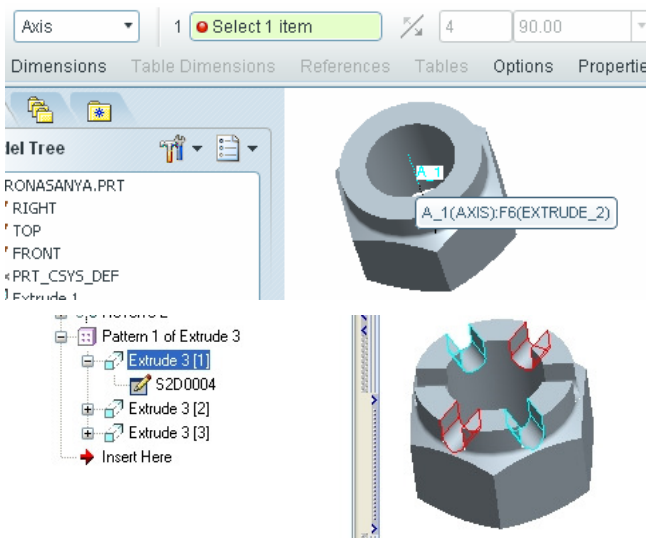 Axis 1 Select 1 item 4 90.00
Dimensions Table Dimensions References Tables Options Propertie
del Tree
RONASANYA.PRT
RIGHT
TOP
FRONT
PRT_CSYS_DEF
Extrude 1
A_1
A_1(AXIS):F6(EXTRUDE_2)
Pattern 1 of Extrude 3
Extrude 3 [1]
S2D0004
Extrude 3 [2]
Extrude 3 [3]
Insert Here